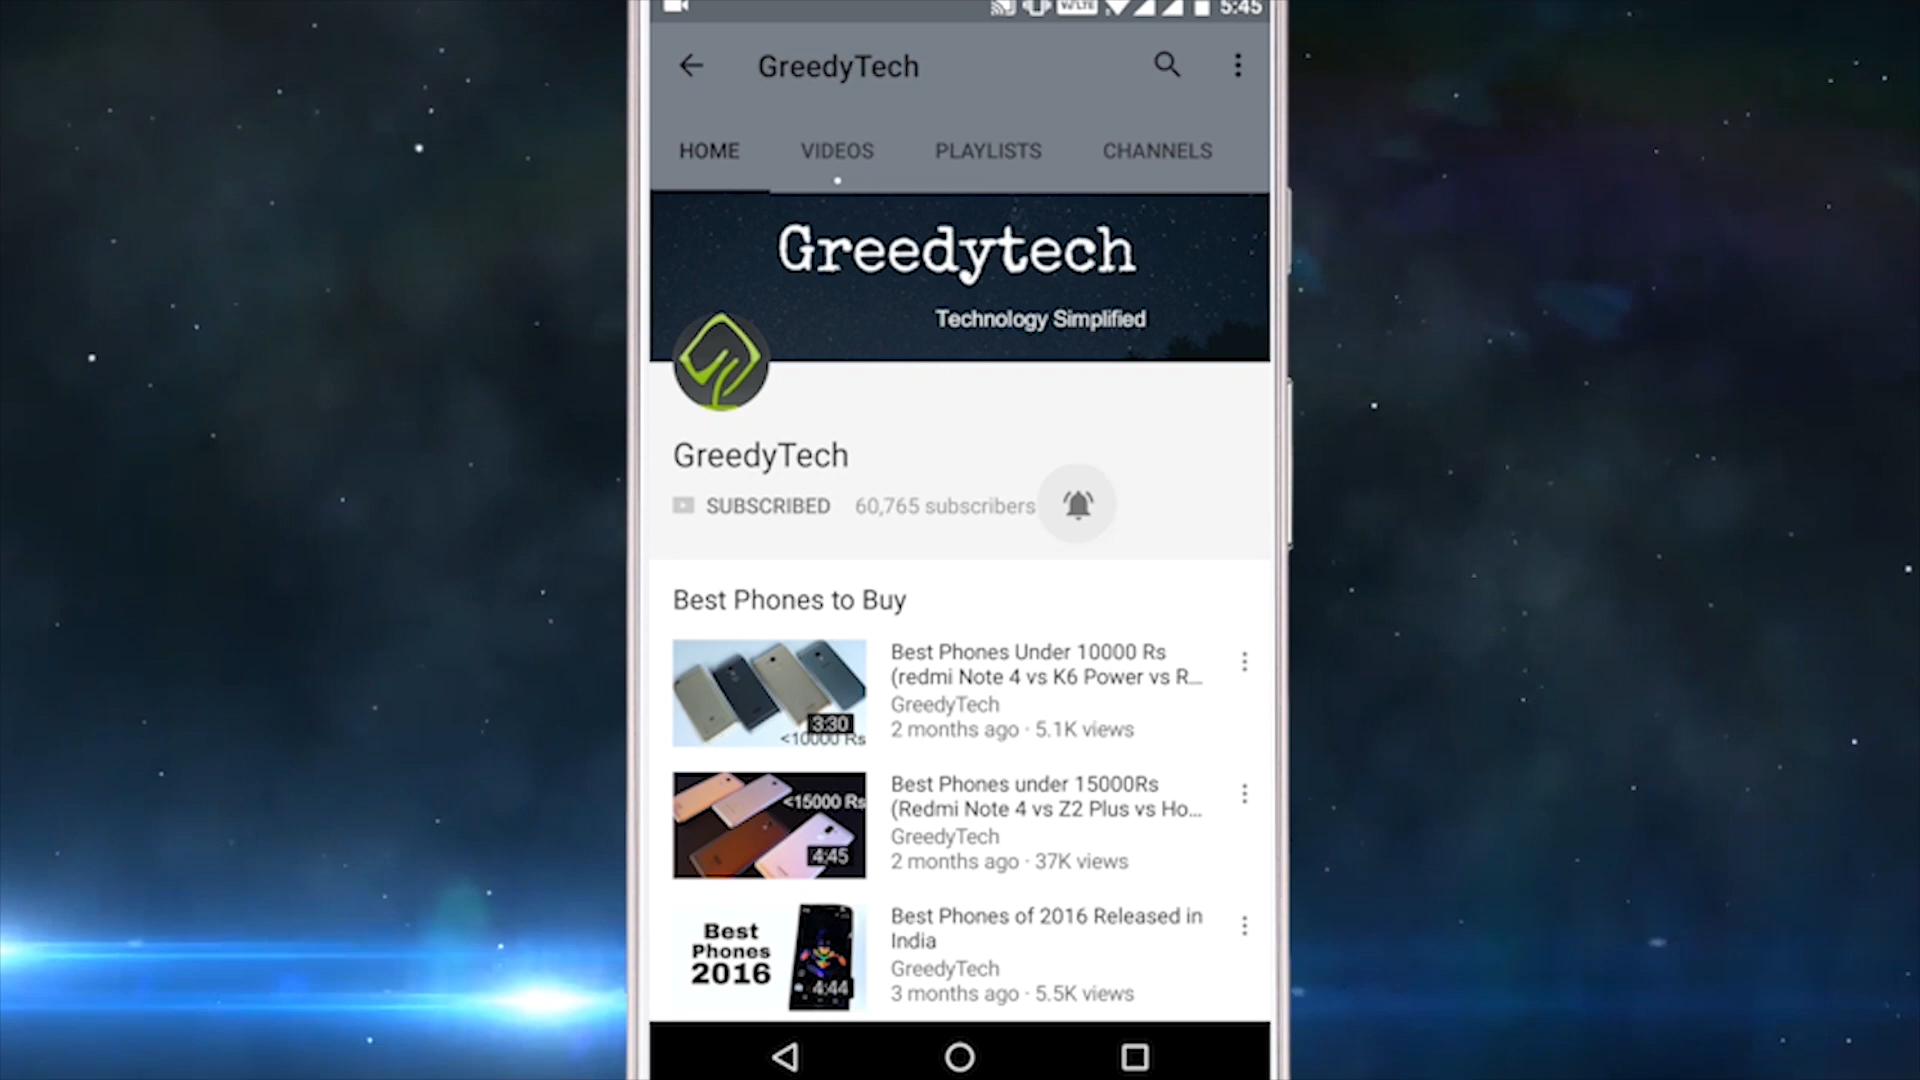 VoLTE 5:45
GreedyTech
HOME VIDEOS PLAYLISTS CHANNELS
Greedytech
Technology Simplified
GreedyTech
SUBSCRIBED 60,765 subscribers
Best Phones to Buy
3:30
<10000 Rs
Best Phones Under 10000 Rs
(redmi Note 4 vs K6 Power vs R...
GreedyTech
2 months ago · 5.1K views
<15000 Rs
4:45
Best Phones under 15000Rs
(Redmi Note 4 vs Z2 Plus vs Ho...
GreedyTech
2 months ago · 37K views
Best
Phones
2016
4:44
Best Phones of 2016 Released in
India
GreedyTech
3 months ago · 5.5K views